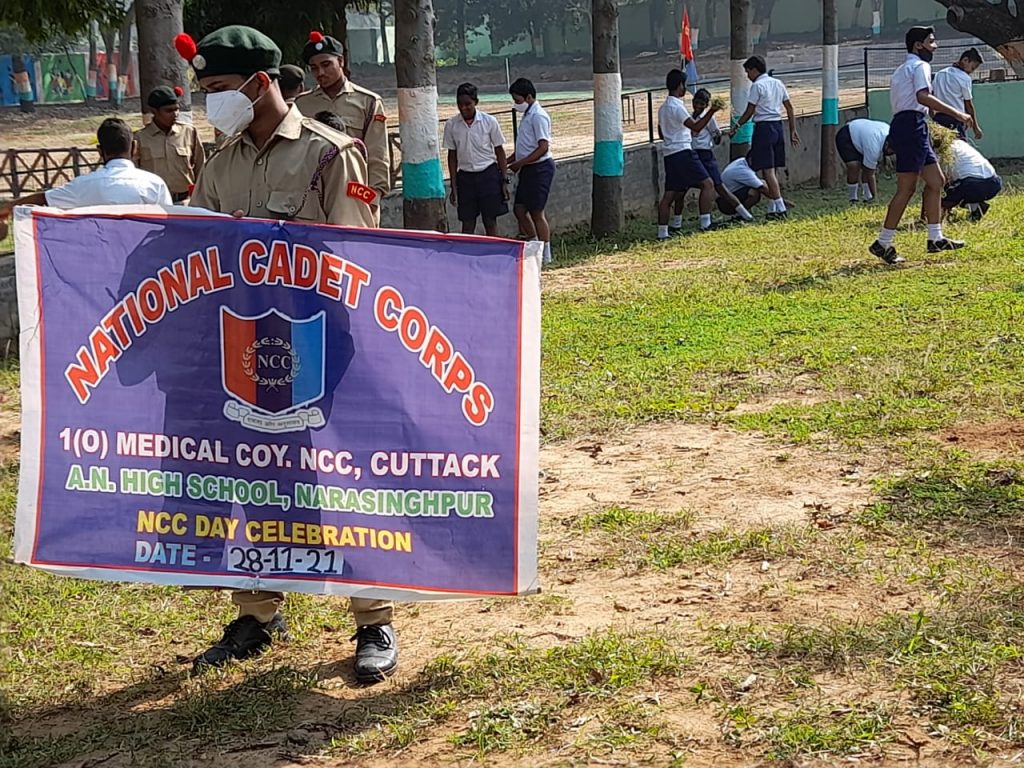 NATIONAL CADET CORPS
NCC
1(O) MEDICAL COY. NCC, CUTTACK
A.N. HIGH SCHOOL, NARASINGHPUR
NCC DAY CELEBRATION
DATE - 28-11-21
NCC